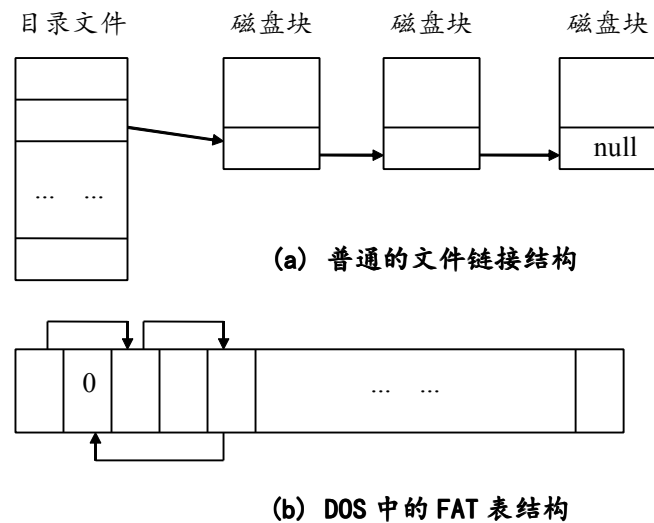 目录文件 磁盘块 磁盘块 磁盘块
null
... ...
(a) 普通的文件链接结构
0 ... ...
(b) DOS 中的 FAT 表结构